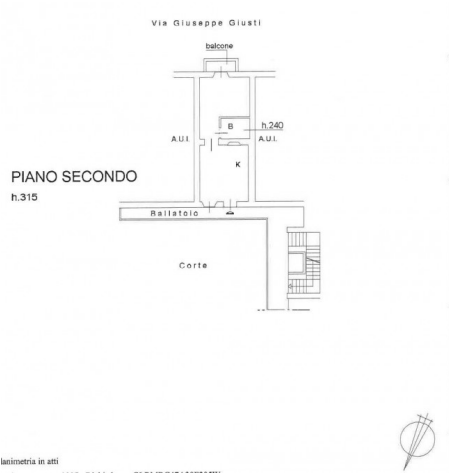 Via Giuseppe Giusti
balcone
B
h.240
A.U.I.
A.U.I.
K
PIANO SECONDO
h.315
Ballatoio
Corte
lanimetria in atti